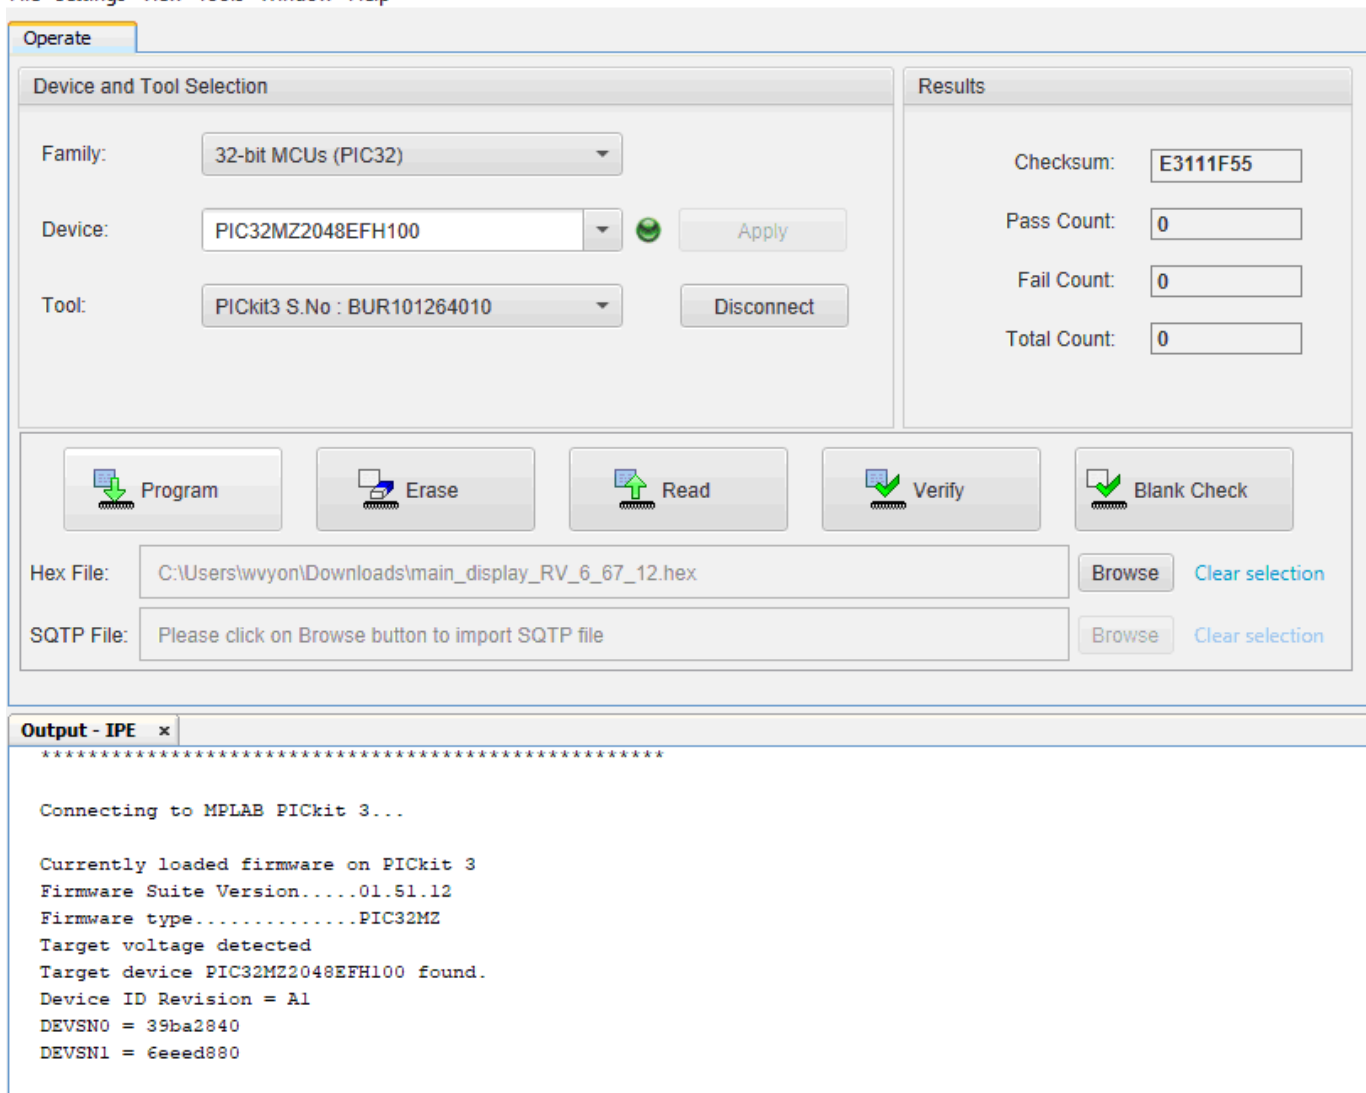 Operate
Device and Tool Selection
Results
Family:
32-bit MCUs (PIC32)
Checksum:
E3111F55
Device:
PIC32MZ2048EFH100
Apply
Pass Count:
0
Fail Count:
0
Tool:
PICkit3 S.No : BUR101264010
Disconnect
Total Count:
0
Program
Erase
Read
Verify
Blank Check
Hex File:
C:\Users\wvyon\Downloads\main_display_RV_6_67_12.hex
Browse
Clear selection
SQTP File:
Please click on Browse button to import SQTP file
Browse
Clear selection
Output - IPE
*****************************************************
Connecting to MPLAB PICkit 3...
Currently loaded firmware on PICkit 3
Firmware Suite Version.....01.51.12
Firmware type..............PIC32MZ
Target voltage detected
Target device PIC32MZ2048EFH100 found.
Device ID Revision = A1
DEVSN0 = 39ba2840
DEVSN1 = 6eeed880